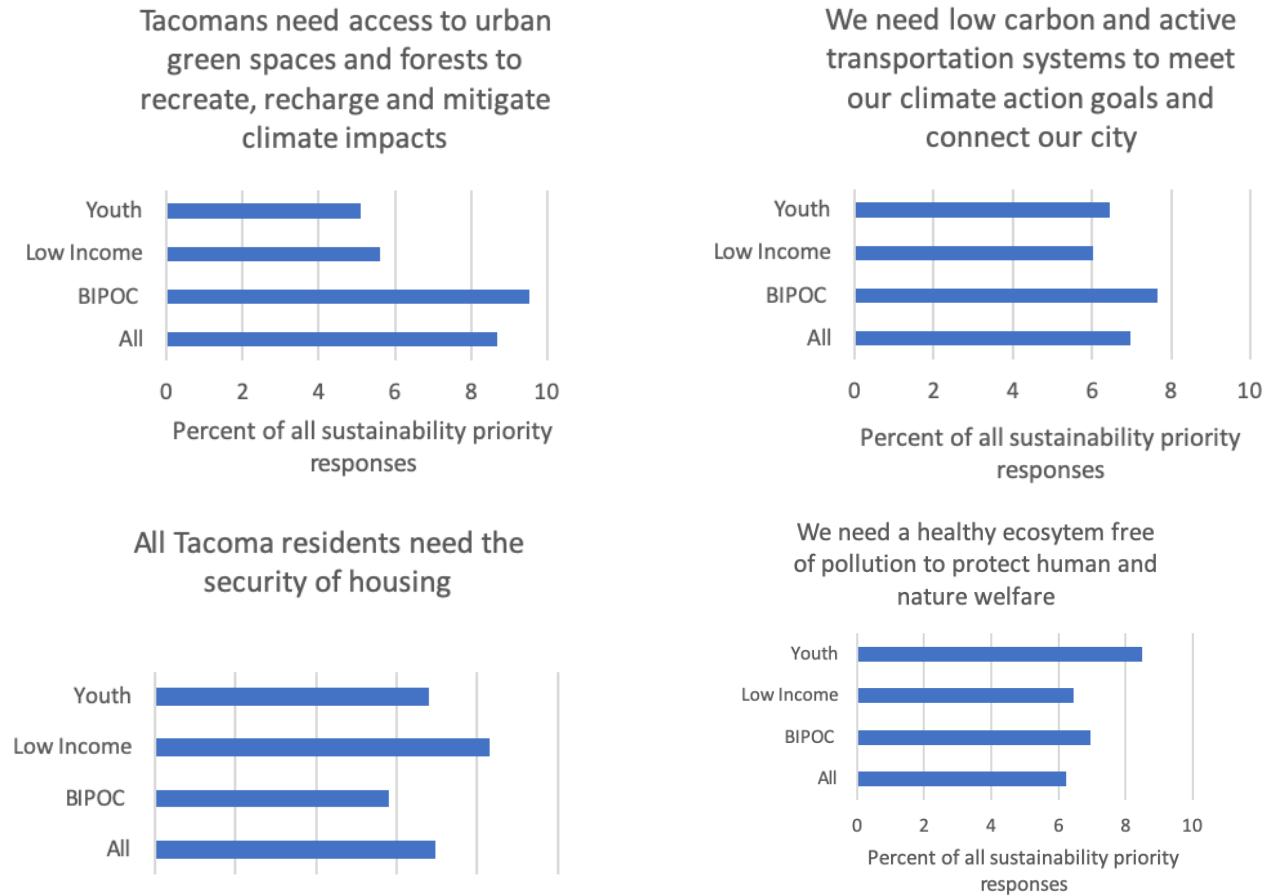 Tacomans need access to urban
green spaces and forests to
recreate, recharge and mitigate
climate impacts
Youth
Low Income
BIPOC
All
0 2 4 6 8 10
Percent of all sustainability priority
responses
We need low carbon and active
transportation systems to meet
our climate action goals and
connect our city
Youth
Low Income
BIPOC
All
0 2 4 6 8 10
Percent of all sustainability priority
responses
All Tacoma residents need the
security of housing
Youth
Low Income
BIPOC
All
We need a healthy ecosytem free
of pollution to protect human and
nature welfare
Youth
Low Income
BIPOC
All
0 2 4 6 8 10
Percent of all sustainability priority
responses